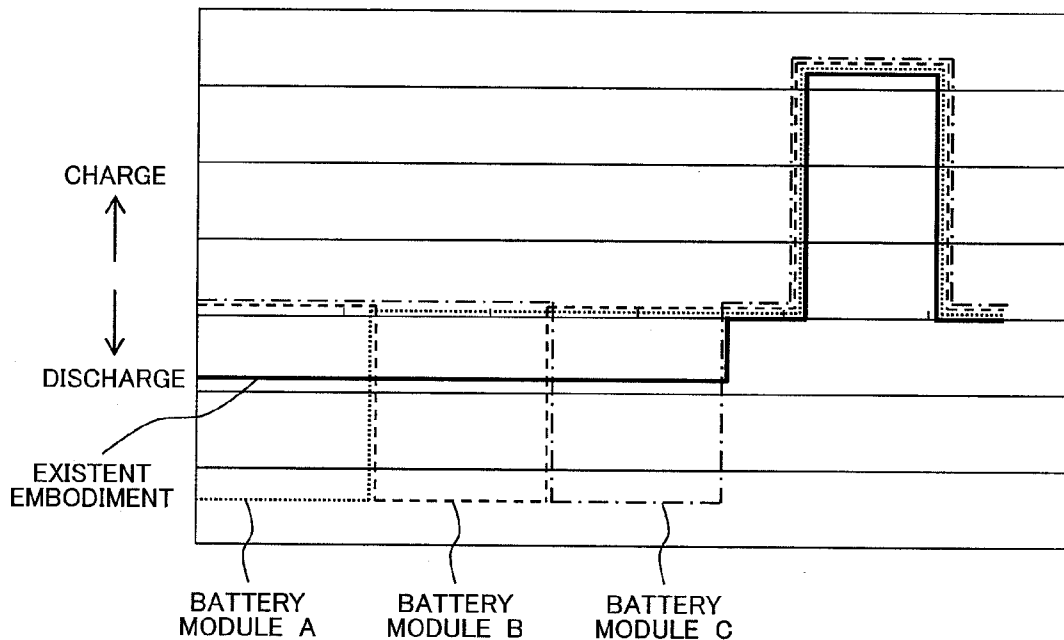 CHARGE
DISCHARGE
EXISTENT
EMBODIMENT
BATTERY
MODULE A
BATTERY
MODULE B
BATTERY
MODULE C